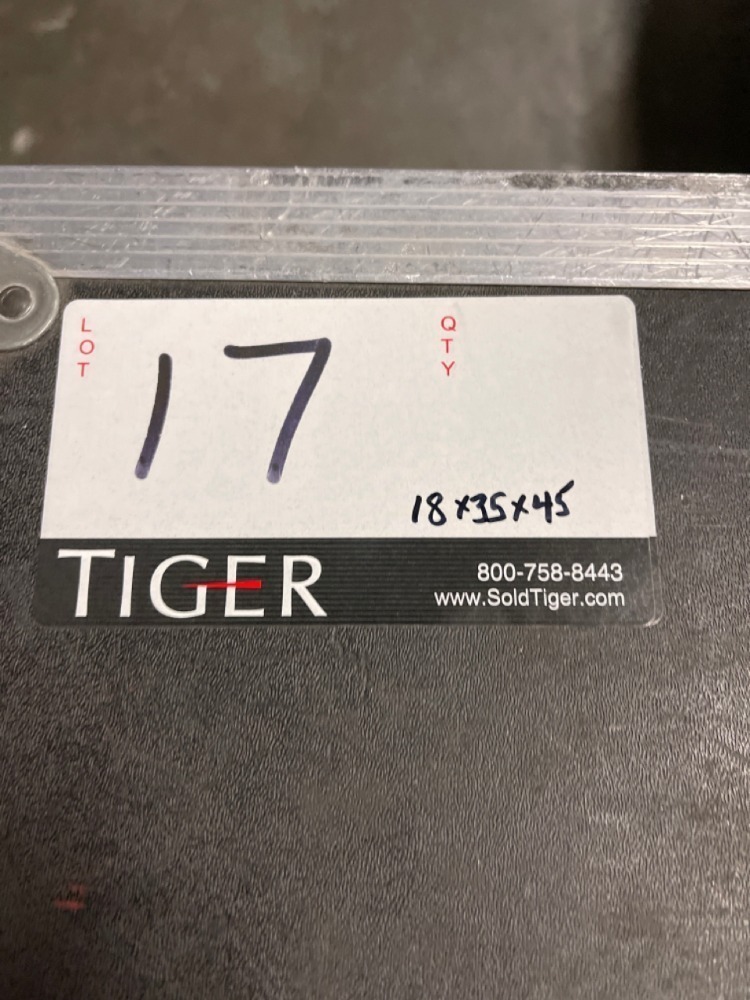 LOT 17
QTY
18x35x45
TIGER
800-758-8443
www.SoldTiger.com